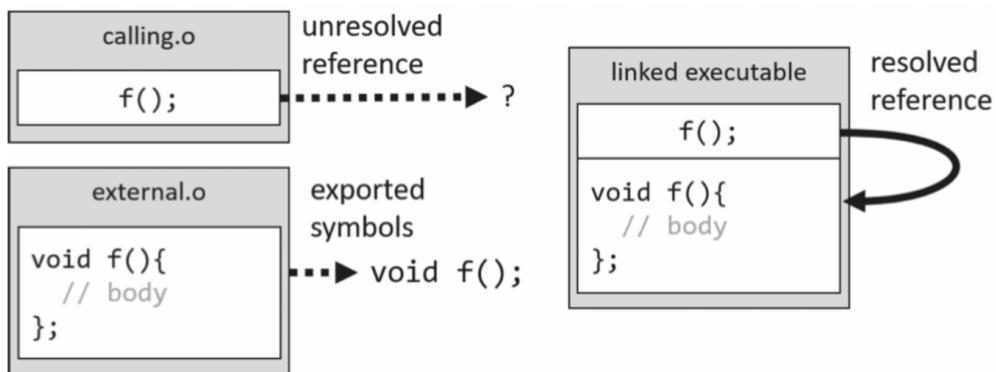 calling.o
f();
unresolved
reference
?
external.o
void f(){
// body
};
exported
symbols
void f();
linked executable
f();
void f(){
// body
};
resolved
reference